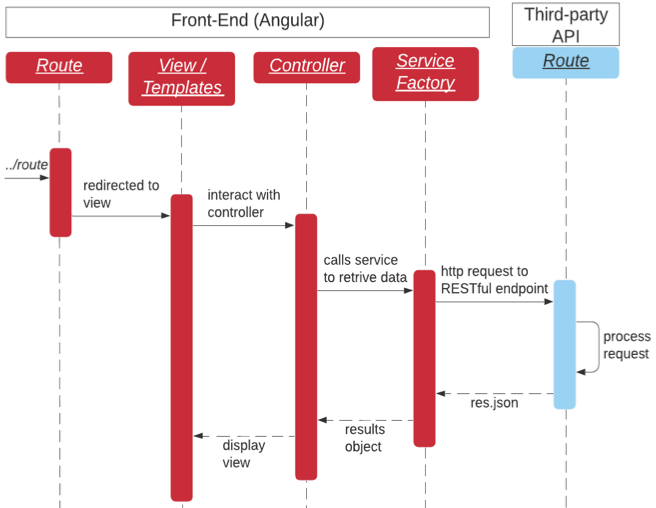 Front-End (Angular)
Third-party
API
Route
View /
Templates
Controller
Service
Factory
Route
../route
redirected to
view
interact with
controller
calls service
to retrive data
http request to
RESTful endpoint
process
request
res.json
results
object
display
view